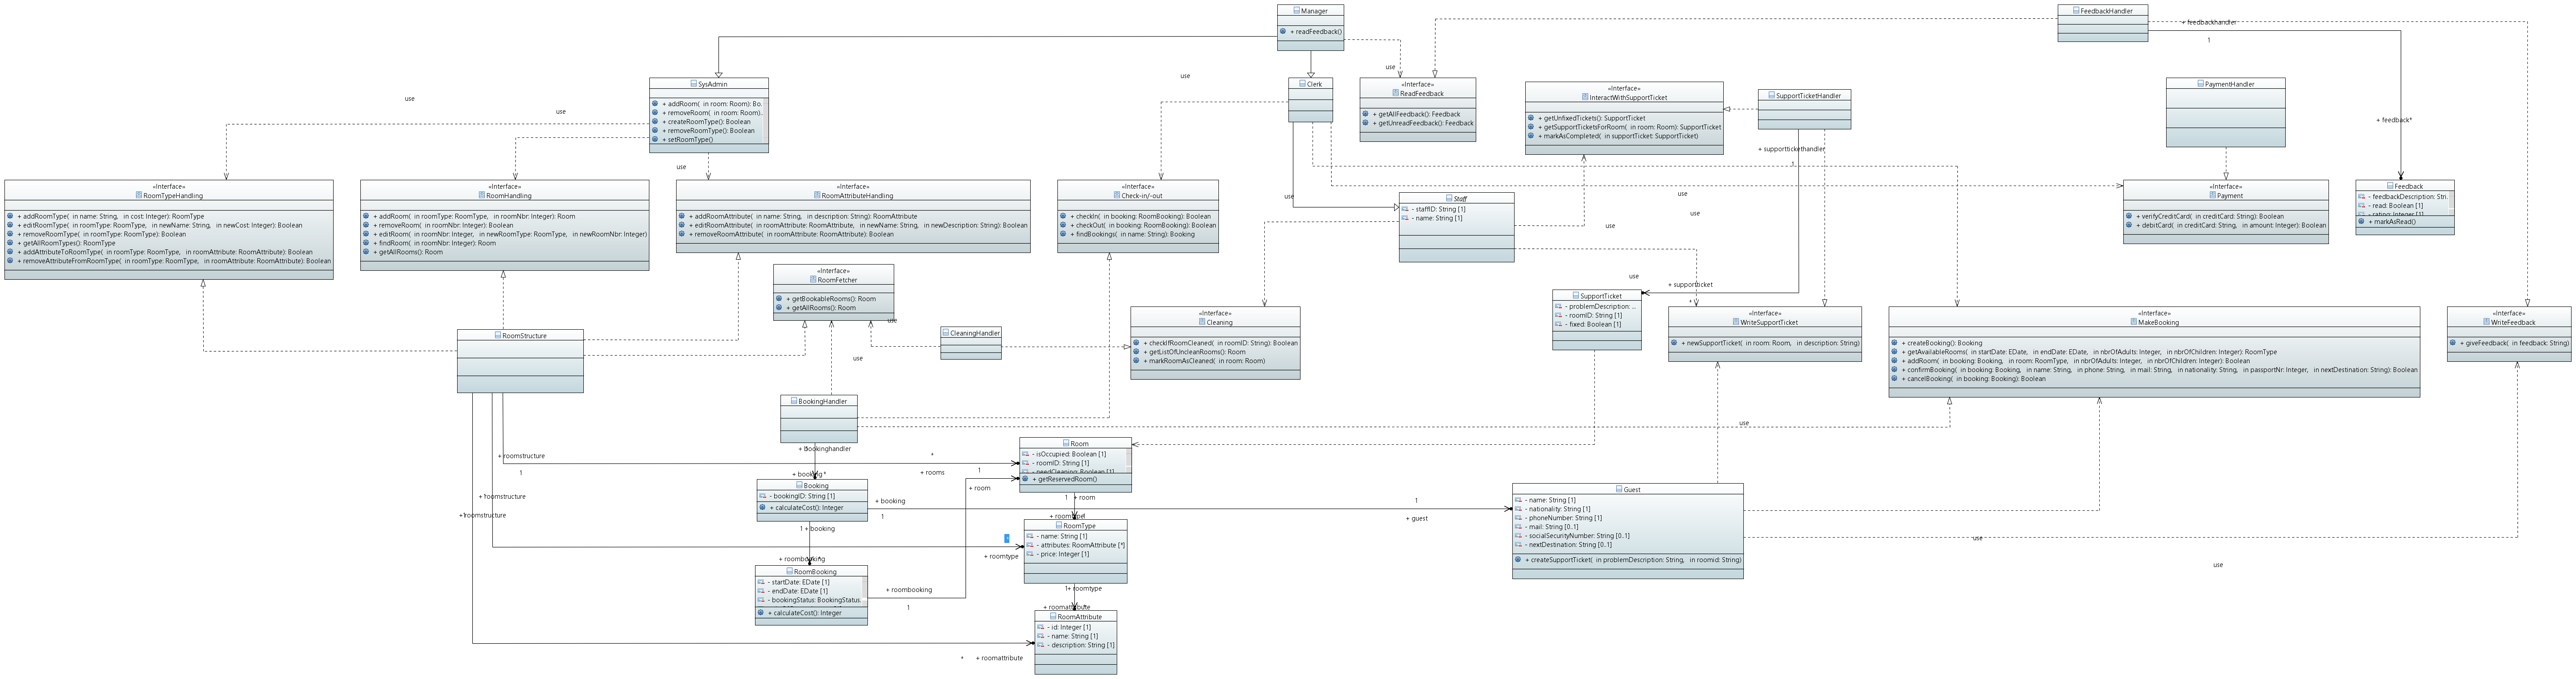 Manager
+ readFeedback()
FeedbackHandler
+ feedbackhandler
1
use
use
SysAdmin
+ addRoom( in room: Room): Bo..
+ removeRoom( in room: Room)..
+ createRoomType(): Boolean
+ removeRoomType(): Boolean
+ setRoomType()
use
use
use
Clerk
«Interface»
ReadFeedback
+ getAllFeedback(): Feedback
+ getUnreadFeedback(): Feedback
«Interface»
InteractWithSupportTicket
+ getUnfixedTickets(): SupportTicket
+ getSupportTicketsForRoom( in room: Room): SupportTicket
+ markAsCompleted( in supportTicket: SupportTicket)
SupportTicketHandler
+ supporttickethandler
1
PaymentHandler
+ feedback*
«Interface»
RoomTypeHandling
+ addRoomType( in name: String, in cost: Integer): RoomType
+ editRoomType( in roomType: RoomType, in newName: String, in newCost: Integer): Boolean
+ removeRoomType( in roomType: RoomType): Boolean
+ getAllRoomTypes(): RoomType
+ addAttributeToRoomType( in roomType: RoomType, in roomAttribute: RoomAttribute): Boolean
+ removeAttributeFromRoomType( in roomType: RoomType, in roomAttribute: RoomAttribute): Boolean
«Interface»
RoomHandling
+ addRoom( in roomType: RoomType, in roomNbr: Integer): Room
+ removeRoom( in roomNbr: Integer): Boolean
+ editRoom( in roomNbr: Integer, in newRoomType: RoomType, in newRoomNbr: Integer)
+ findRoom( in roomNbr: Integer): Room
+ getAllRooms(): Room
«Interface»
RoomAttributeHandling
+ addRoomAttribute( in name: String, in description: String): RoomAttribute
+ editRoomAttribute( in roomAttribute: RoomAttribute, in newName: String, in newDescription: String): Boolean
+ removeRoomAttribute( in roomAttribute: RoomAttribute): Boolean
«Interface»
Check-in/-out
+ checkIn( in booking: RoomBooking): Boolean
+ checkOut( in booking: RoomBooking): Boolean
+ findBookings( in name: String): Booking
use
Staff
- staffID: String [1]
- name: String [1]
use
use
use
«Interface»
Payment
+ verifyCreditCard( in creditCard: String): Boolean
+ debitCard( in creditCard: String, in amount: Integer): Boolean
Feedback
- feedbackDescription: Stri..
- read: Boolean [1]
- rating: Integer [1]
+ markAsRead()
«Interface»
RoomFetcher
+ getBookableRooms(): Room
+ getAllRooms(): Room
use
use
+ supportticket
*
SupportTicket
- problemDescription: ...
- roomID: String [1]
- fixed: Boolean [1]
«Interface»
Cleaning
+ checkIfRoomCleaned( in roomID: String): Boolean
+ getListOfUncleanRooms(): Room
+ markRoomAsCleaned( in room: Room)
«Interface»
WriteSupportTicket
+ newSupportTicket( in room: Room, in description: String)
«Interface»
MakeBooking
+ createBooking(): Booking
+ getAvailableRooms( in startDate: EDate, in endDate: EDate, in nbrOfAdults: Integer, in nbrOfChildren: Integer): RoomType
+ addRoom( in booking: Booking, in room: RoomType, in nbrOfAdults: Integer, in nbrOfChildren: Integer): Boolean
+ confirmBooking( in booking: Booking, in name: String, in phone: String, in mail: String, in nationality: String, in passportNr: Integer, in nextDestination: String): Boolean
+ cancelBooking( in booking: Booking): Boolean
«Interface»
WriteFeedback
+ giveFeedback( in feedback: String)
RoomStructure
CleaningHandler
use
BookingHandler
use
+ bookinghandler
+ booking
*
+ roomstructure
1
*
+ rooms
1
+ room
Room
- isOccupied: Boolean [1]
- roomID: String [1]
- needCleaning: Boolean [1]
+ getReservedRoom()
Booking
- bookingID: String [1]
+ calculateCost(): Integer
+ booking
1
1
+ guest
1
+ room
+ roomtype
1
+ roomstructure
+ roomstructure
1
+ booking
+ roombooking
*
*
+ roomtype
RoomType
- name: String [1]
- attributes: RoomAttribute [*]
- price: Integer [1]
Guest
- name: String [1]
- nationality: String [1]
- phoneNumber: String [1]
- mail: String [0..1]
- socialSecurityNumber: String [0..1]
- nextDestination: String [0..1]
+ createSupportTicket( in problemDescription: String, in roomid: String)
use
use
RoomBooking
- startDate: EDate [1]
- endDate: EDate [1]
- bookingStatus: BookingStatus
+ calculateCost(): Integer
+ roombooking
1
1
+ roomtype
+ roomattribute
*
RoomAttribute
- id: Integer [1]
- name: String [1]
- description: String [1]
*
+ roomattribute